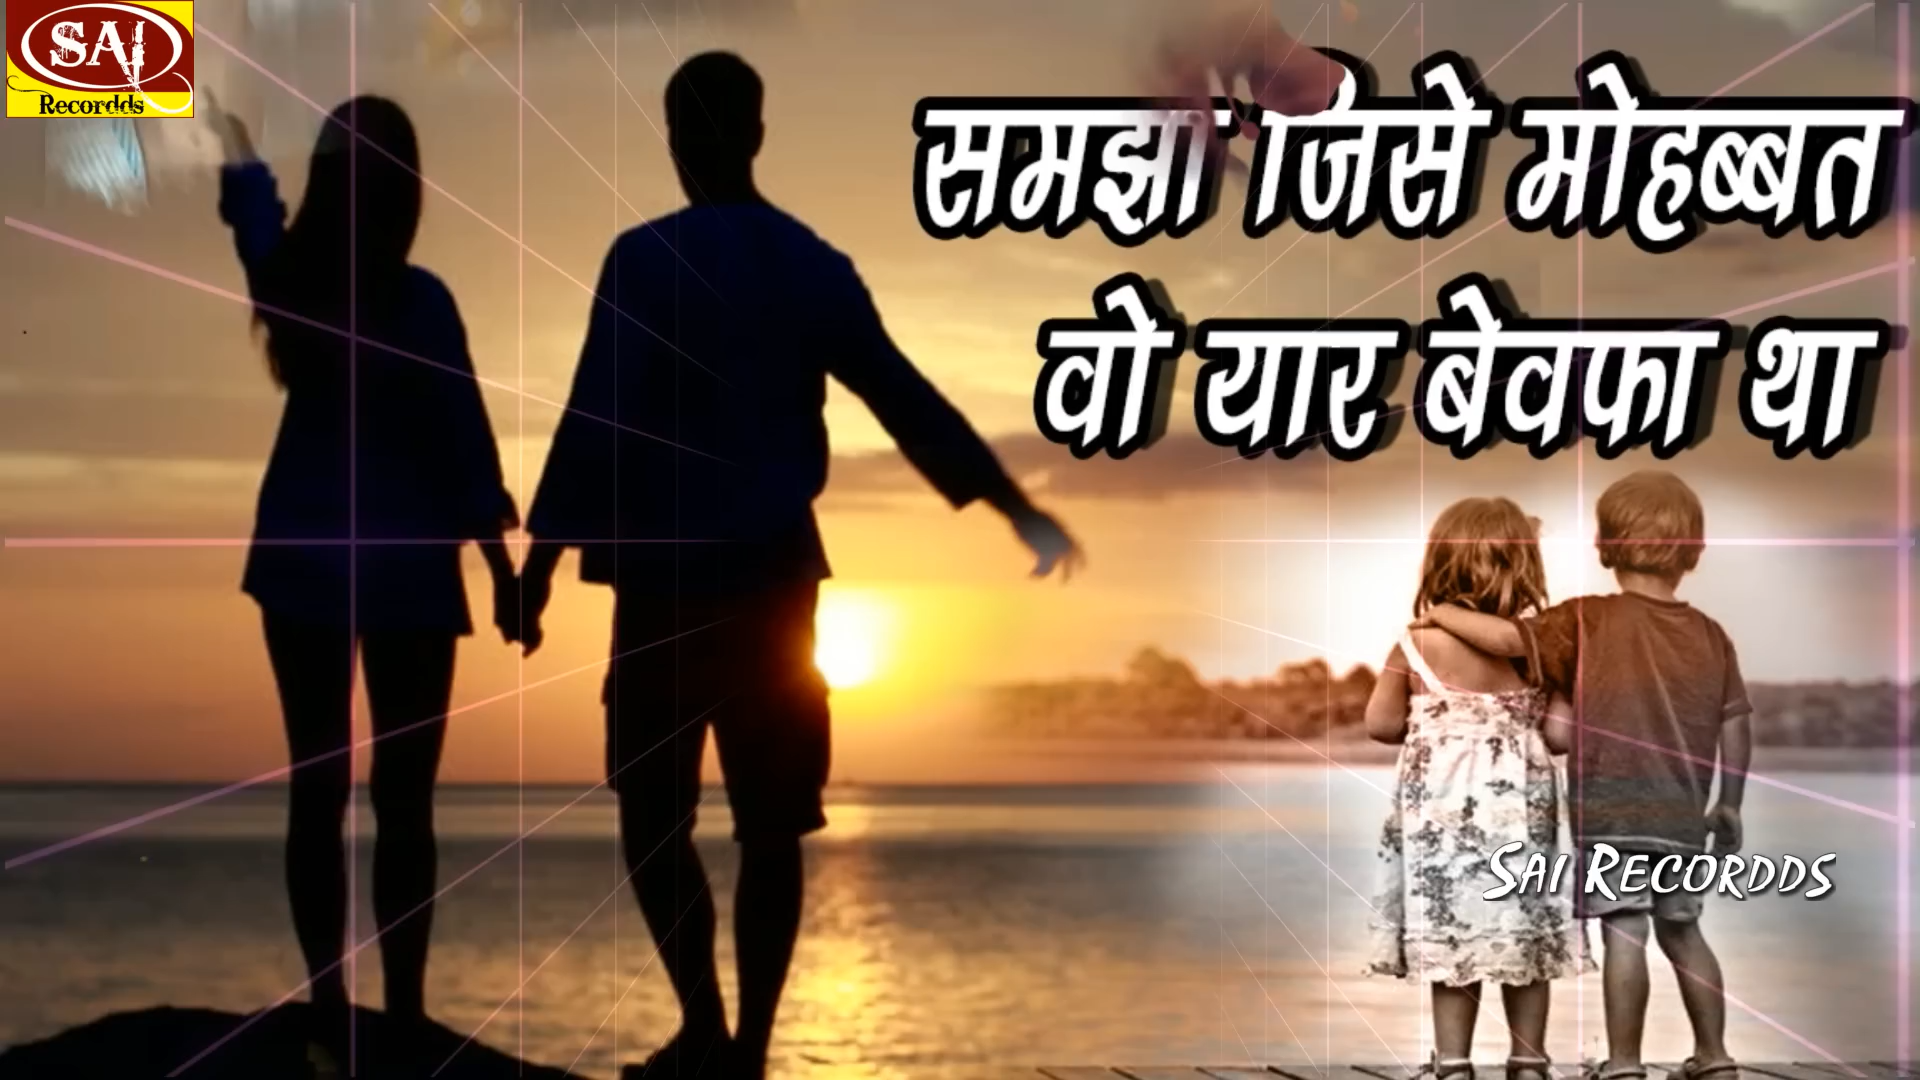 SAI
Recordds
समझा जिसे मोहब्बत
वो यार बेवफा था
SAI RECORDDS